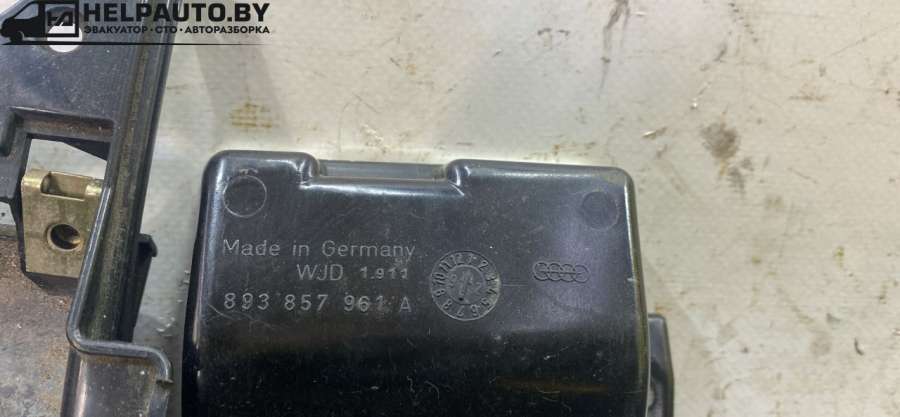 HELPAUTO.BY
ЭВАКУАТОР • СТО • АВТОРАЗБОРКА
Made in Germany
WJD 1.911
893 857 961 A